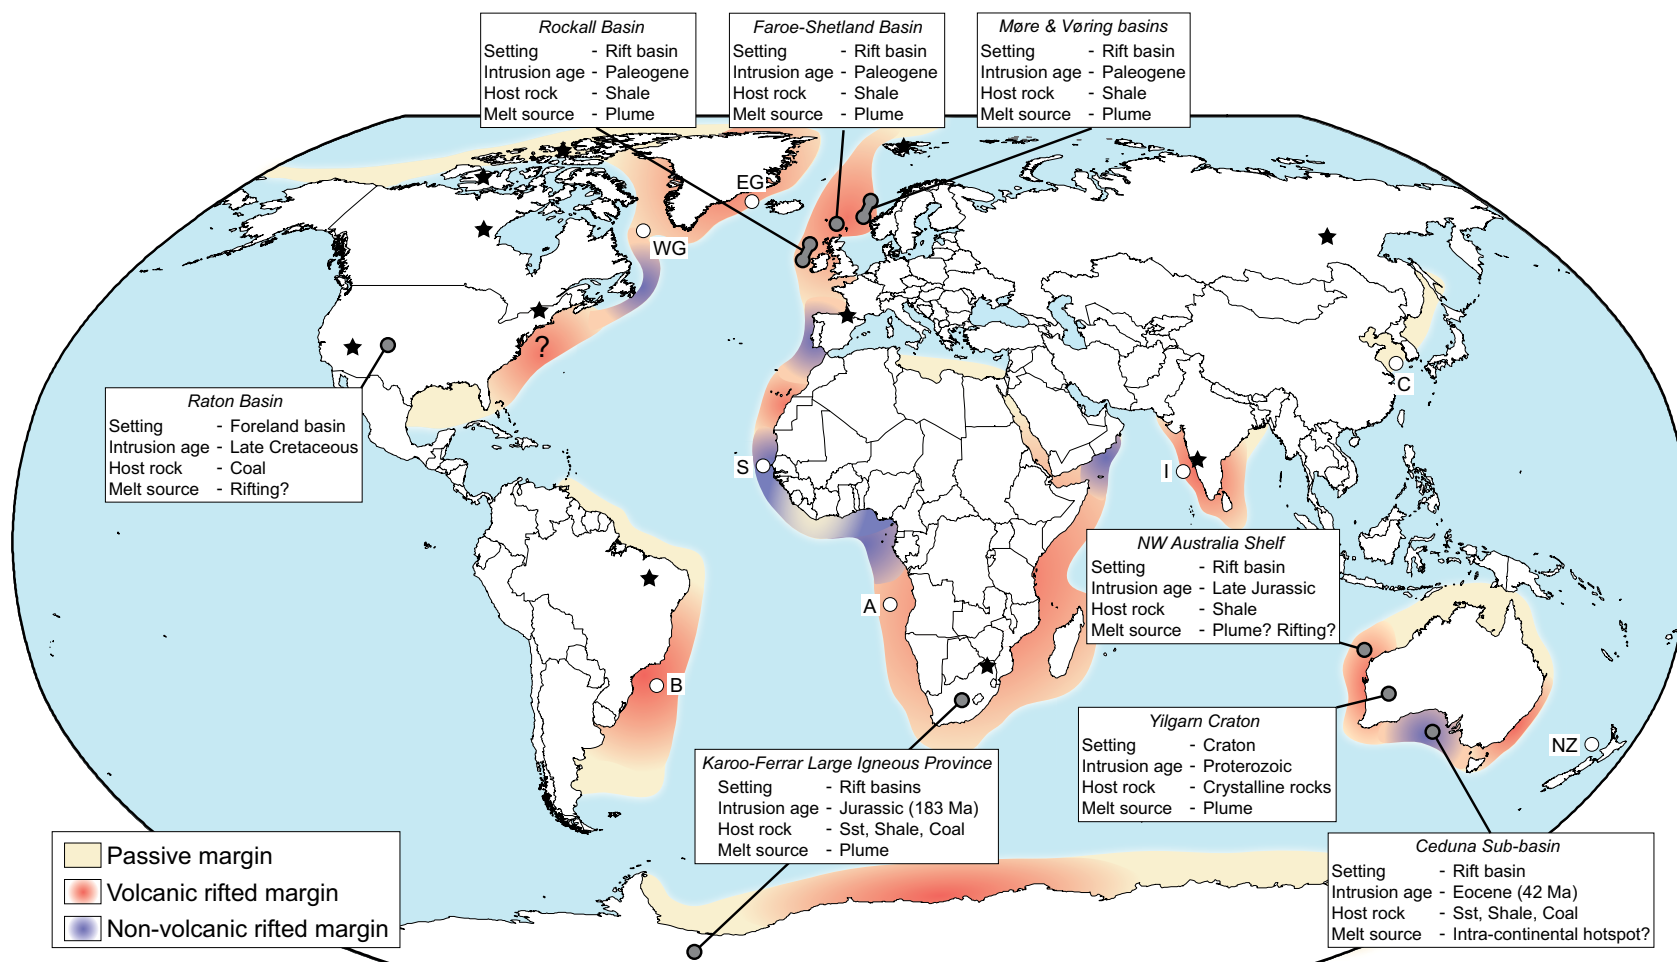 Rockall Basin
Setting - Rift basin
Intrusion age - Paleogene
Host rock - Shale
Melt source - Plume
Faroe-Shetland Basin
Setting - Rift basin
Intrusion age - Paleogene
Host rock - Shale
Melt source - Plume
Møre & Vøring basins
Setting - Rift basin
Intrusion age - Paleogene
Host rock - Shale
Melt source - Plume
EG
WG
?
C
Raton Basin
Setting - Foreland basin
Intrusion age - Late Cretaceous
Host rock - Coal
Melt source - Rifting?
S
I
NW Australia Shelf
Setting - Rift basin
Intrusion age - Late Jurassic
Host rock - Shale
Melt source - Plume? Rifting?
A
B
Yilgarn Craton
Setting - Craton
Intrusion age - Proterozoic
Host rock - Crystalline rocks
Melt source - Plume
NZ
Karoo-Ferrar Large Igneous Province
Setting - Rift basins
Intrusion age - Jurassic (183 Ma)
Host rock - Sst, Shale, Coal
Melt source - Plume
Ceduna Sub-basin
Setting - Rift basin
Intrusion age - Eocene (42 Ma)
Host rock - Sst, Shale, Coal
Melt source - Intra-continental hotspot?
Passive margin
Volcanic rifted margin
Non-volcanic rifted margin